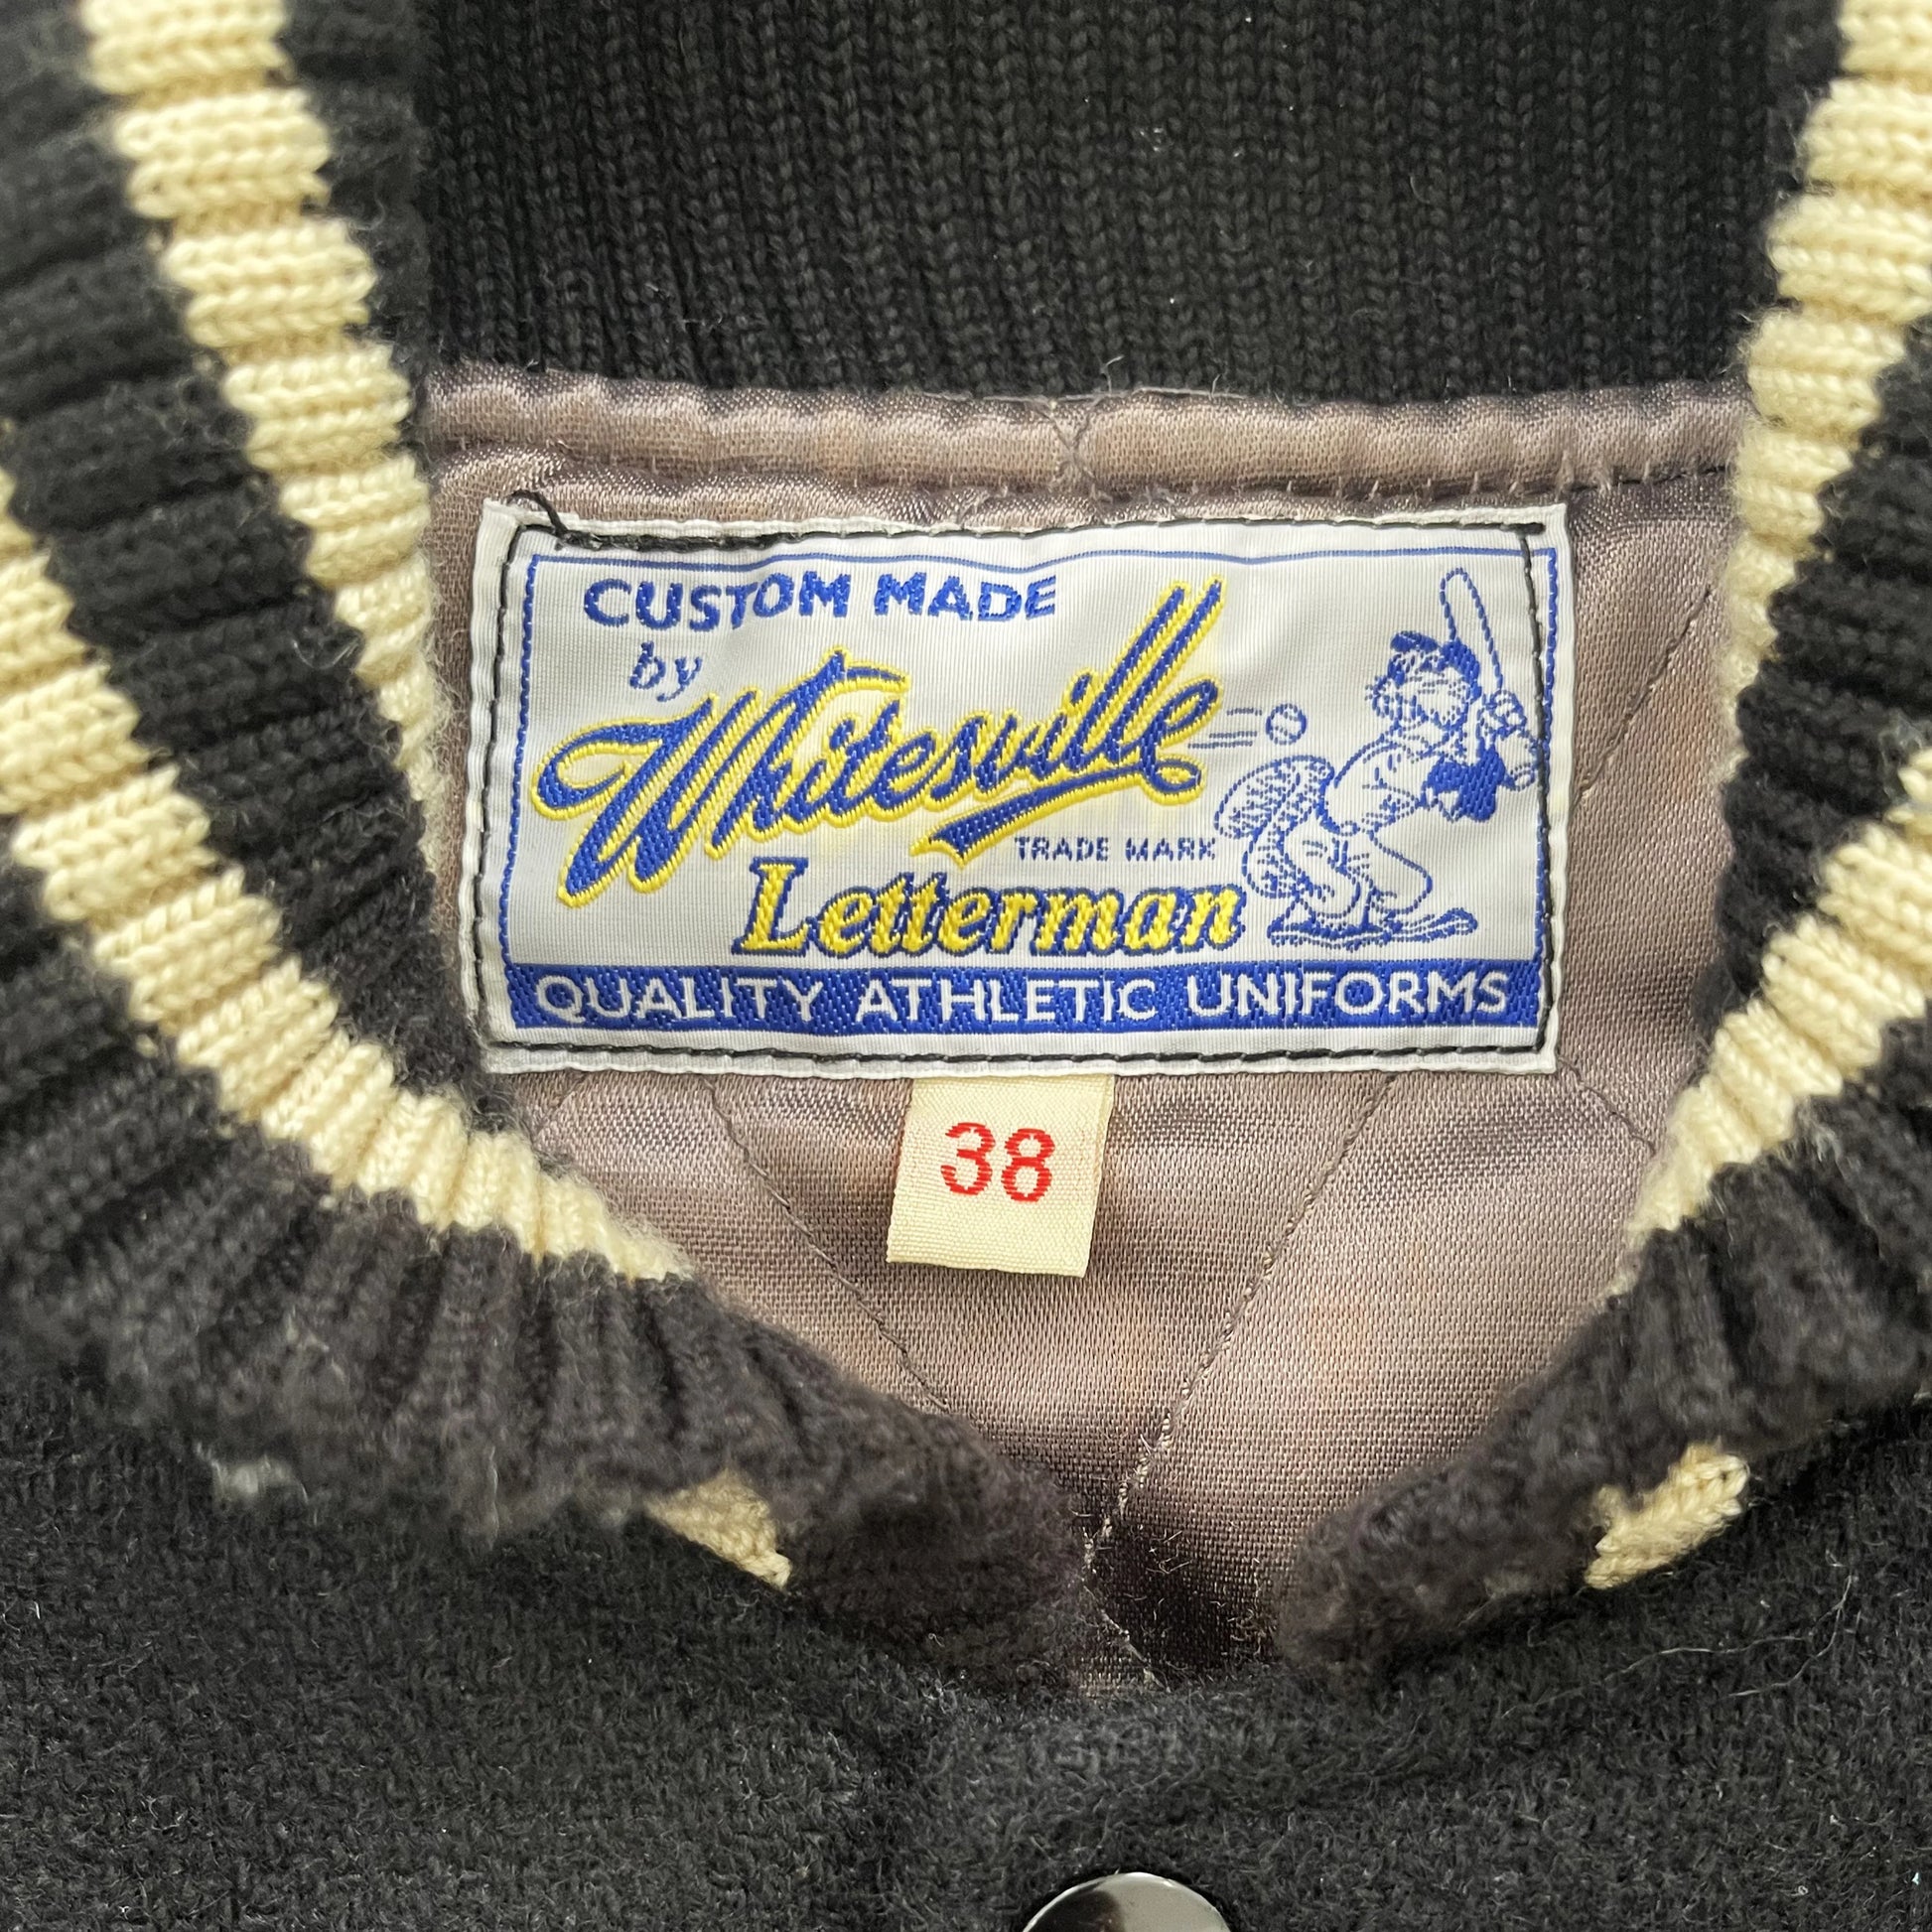 CUSTOM MADE
by
Whitesville
TRADE MARK
Letterman
QUALITY ATHLETIC UNIFORMS
38